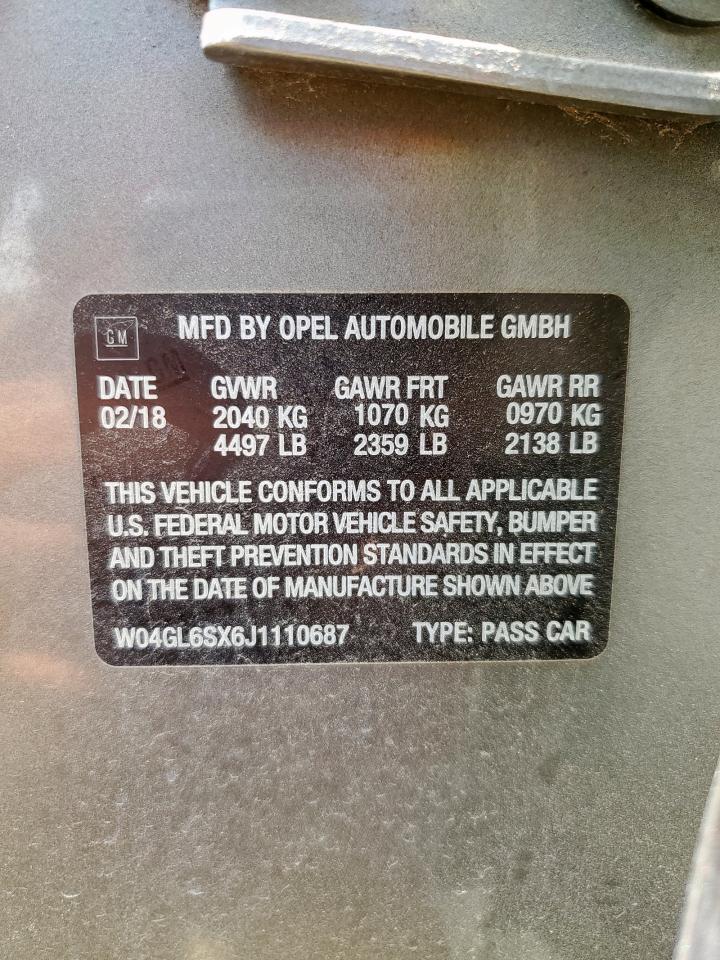 GM
MFD BY OPEL AUTOMOBILE GMBH
DATE GVWR GAWR FRT GAWR RR
02/18 2040 KG 1070 KG 0970 KG
4497 LB 2359 LB 2138 LB
THIS VEHICLE CONFORMS TO ALL APPLICABLE
U.S. FEDERAL MOTOR VEHICLE SAFETY, BUMPER
AND THEFT PREVENTION STANDARDS IN EFFECT
ON THE DATE OF MANUFACTURE SHOWN ABOVE
W04GL6SX6J1110687 TYPE: PASS CAR